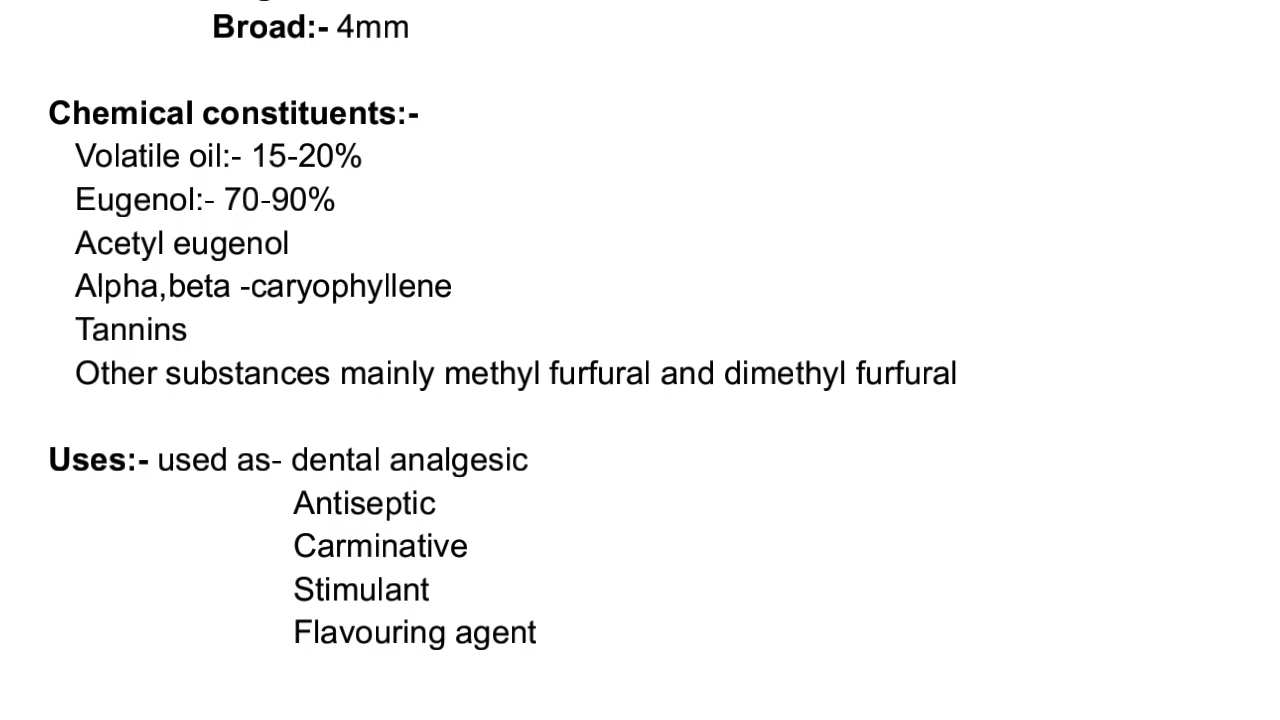 Broad:- 4mm
Chemical constituents:-
Volatile oil:- 15-20%
Eugenol:- 70-90%
Acetyl eugenol
Alpha,beta -caryophyllene
Tannins
Other substances mainly methyl furfural and dimethyl furfural
Uses:- used as- dental analgesic
Antiseptic
Carminative
Stimulant
Flavouring agent